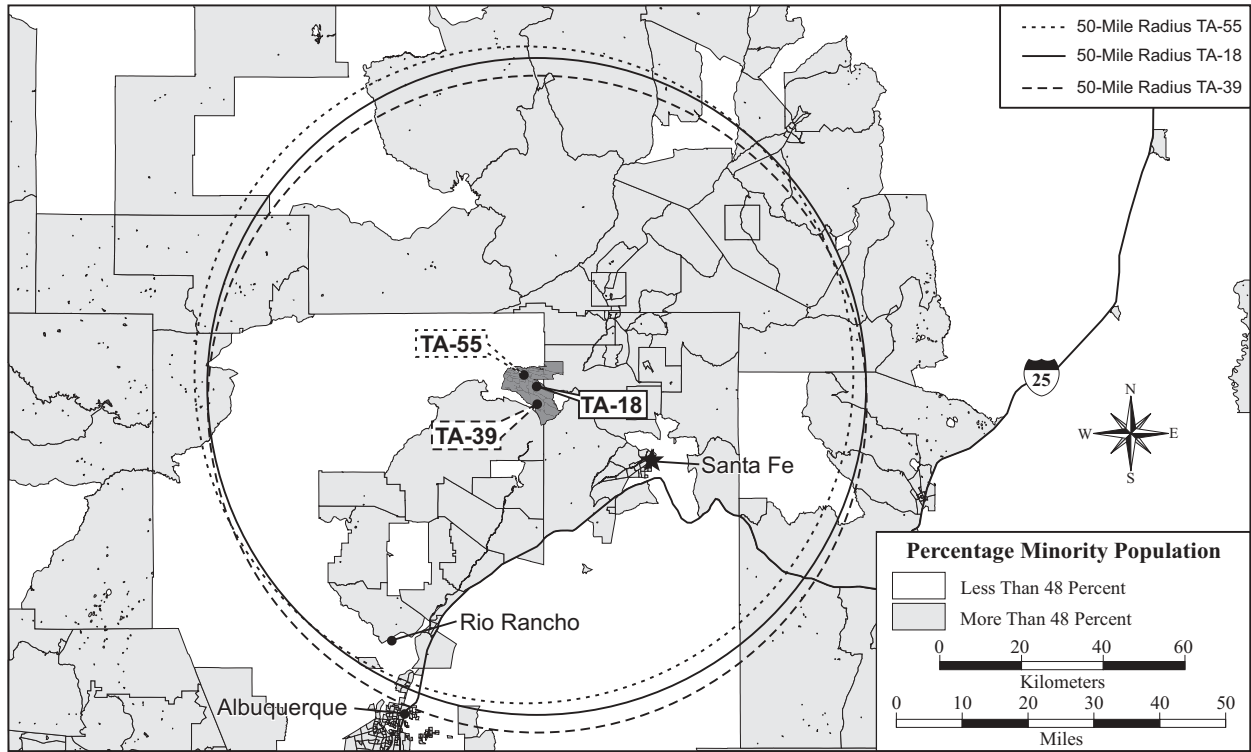 50-Mile Radius TA-55
50-Mile Radius TA-18
50-Mile Radius TA-39
TA-55
25
TA-18
N
W E
S
TA-39
Santa Fe
Percentage Minority Population
Less Than 48 Percent
More Than 48 Percent
Rio Rancho
0 20 40 60
Kilometers
Albuquerque
0 10 20 30 40 50
Miles